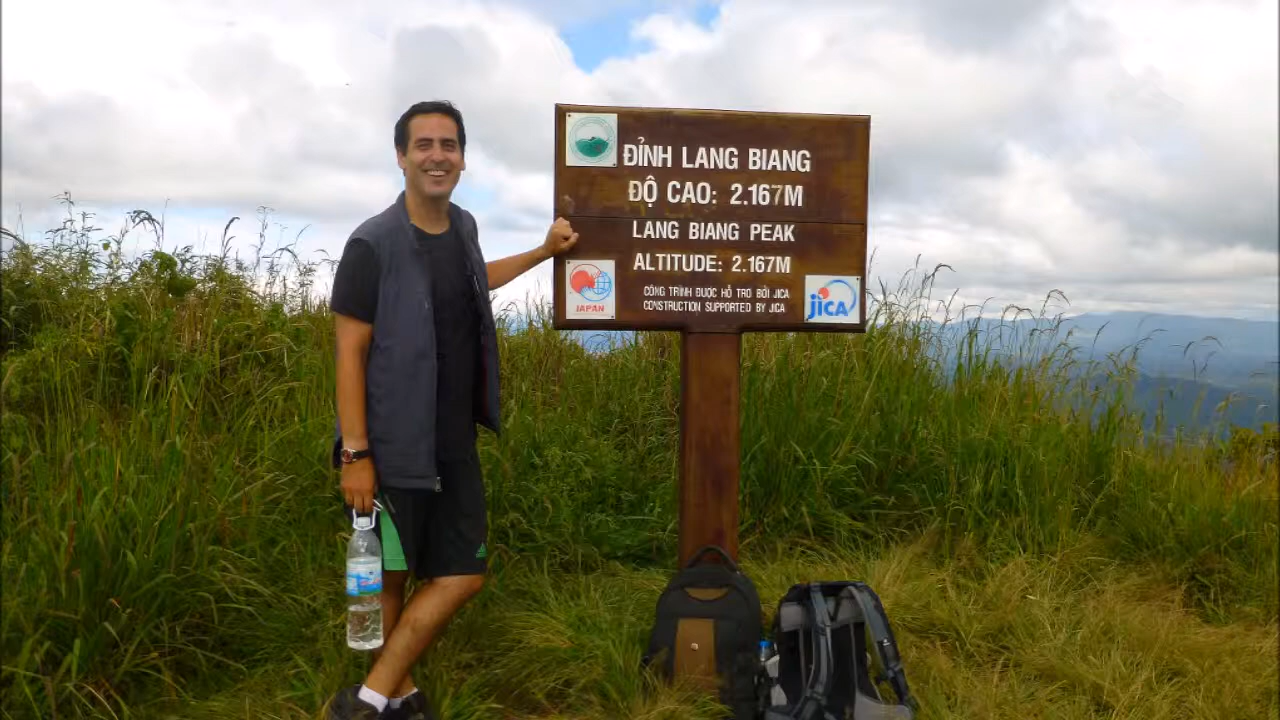 ĐỈNH LANG BIANG
ĐỘ CAO: 2.167M
LANG BIANG PEAK
ALTITUDE: 2.167M
CÔNG TRÌNH ĐƯỢC HỖ TRỢ BỞI JICA
CONSTRUCTION SUPPORTED BY JICA
JAPAN
jICA